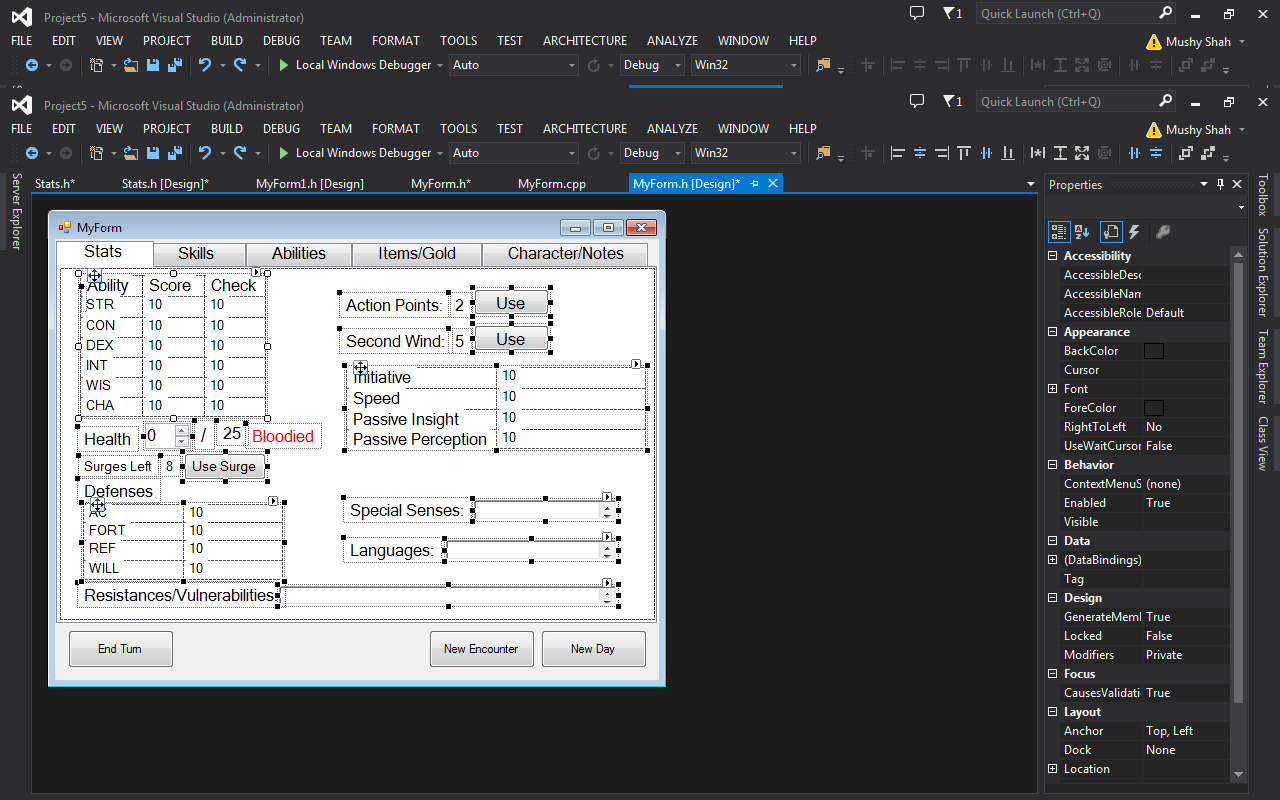 Project5 - Microsoft Visual Studio (Administrator) 1 Quick Launch (Ctrl+Q)
FILE EDIT VIEW PROJECT BUILD DEBUG TEAM FORMAT TOOLS TEST ARCHITECTURE ANALYZE WINDOW HELP Mushy Shah
Local Windows Debugger Auto Debug Win32
Project5 - Microsoft Visual Studio (Administrator) 1 Quick Launch (Ctrl+Q)
FILE EDIT VIEW PROJECT BUILD DEBUG TEAM FORMAT TOOLS TEST ARCHITECTURE ANALYZE WINDOW HELP Mushy Shah
Local Windows Debugger Auto Debug Win32
Server Explorer
Stats.h* Stats.h [Design]* MyForm1.h [Design] MyForm.h* MyForm.cpp MyForm.h [Design]*
MyForm
Stats Skills Abilities Items/Gold Character/Notes
Ability Score Check
STR 10 10
CON 10 10
DEX 10 10
INT 10 10
WIS 10 10
CHA 10 10
Health 0 / 25 Bloodied
Surges Left 8 Use Surge
Defenses
AC 10
FORT 10
REF 10
WILL 10
Resistances/Vulnerabilities
Action Points: 2 Use
Second Wind: 5 Use
Initiative 10
Speed 10
Passive Insight 10
Passive Perception 10
Special Senses:
Languages:
End Turn New Encounter New Day
Properties
Accessibility
AccessibleDesc
AccessibleNam
AccessibleRole Default
Appearance
BackColor
Cursor
Font
ForeColor
RightToLeft No
UseWaitCursor False
Behavior
ContextMenuS (none)
Enabled True
Visible
Data
(DataBindings)
Tag
Design
GenerateMeml True
Locked False
Modifiers Private
Focus
CausesValidati True
Layout
Anchor Top, Left
Dock None
Location
Toolbox
Solution Explorer
Team Explorer
Class View